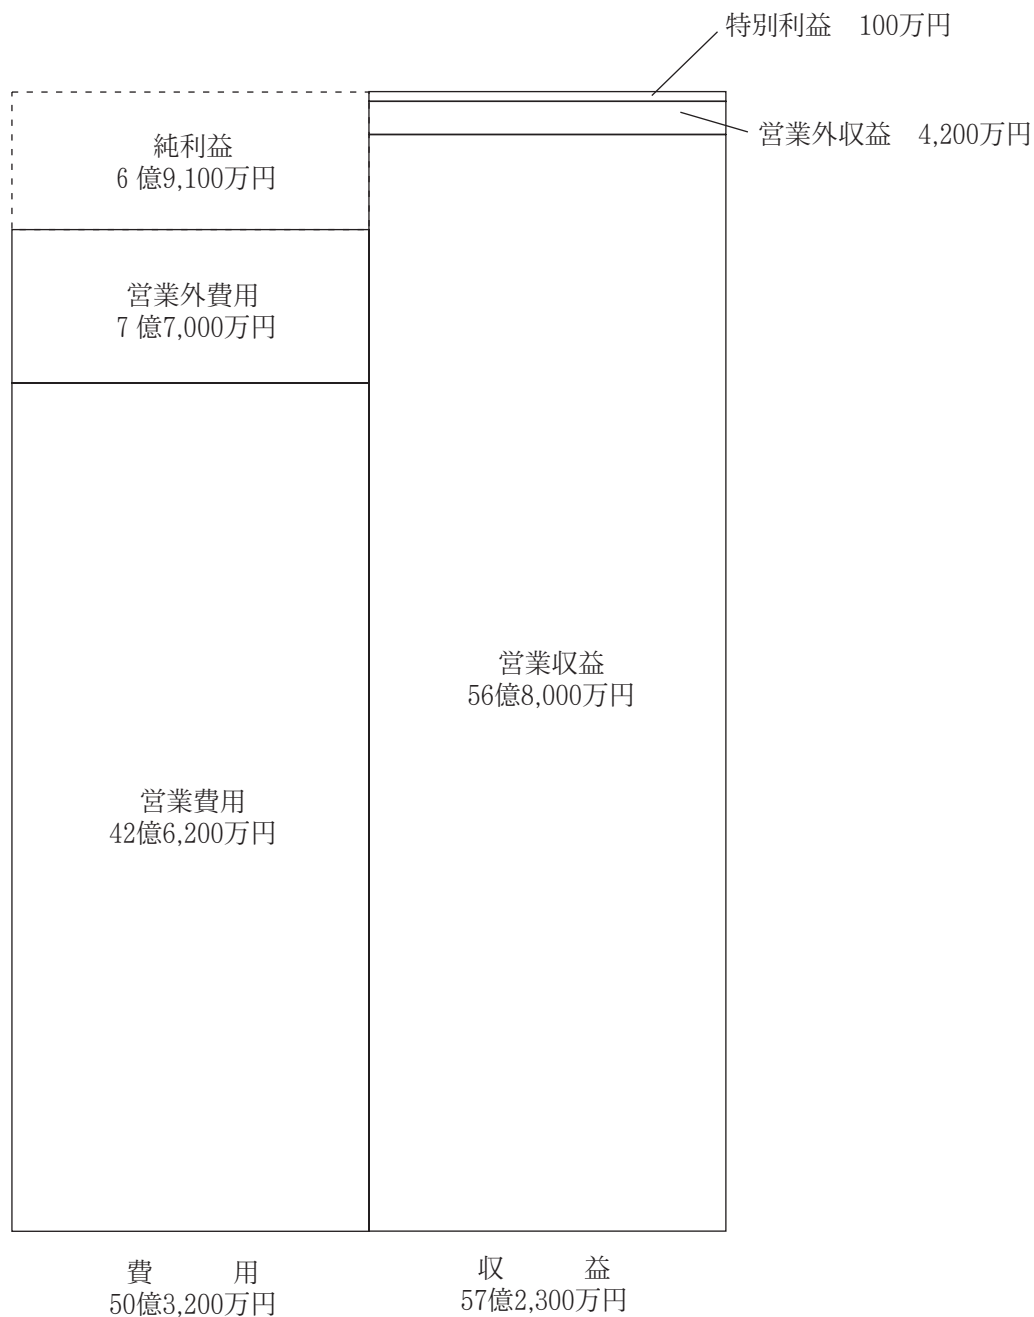 特別利益　100万円
営業外収益　4,200万円
純利益
6億9,100万円
営業外費用
7億7,000万円
営業収益
56億8,000万円
営業費用
42億6,200万円
費　　　用
50億3,200万円
収　　　益
57億2,300万円